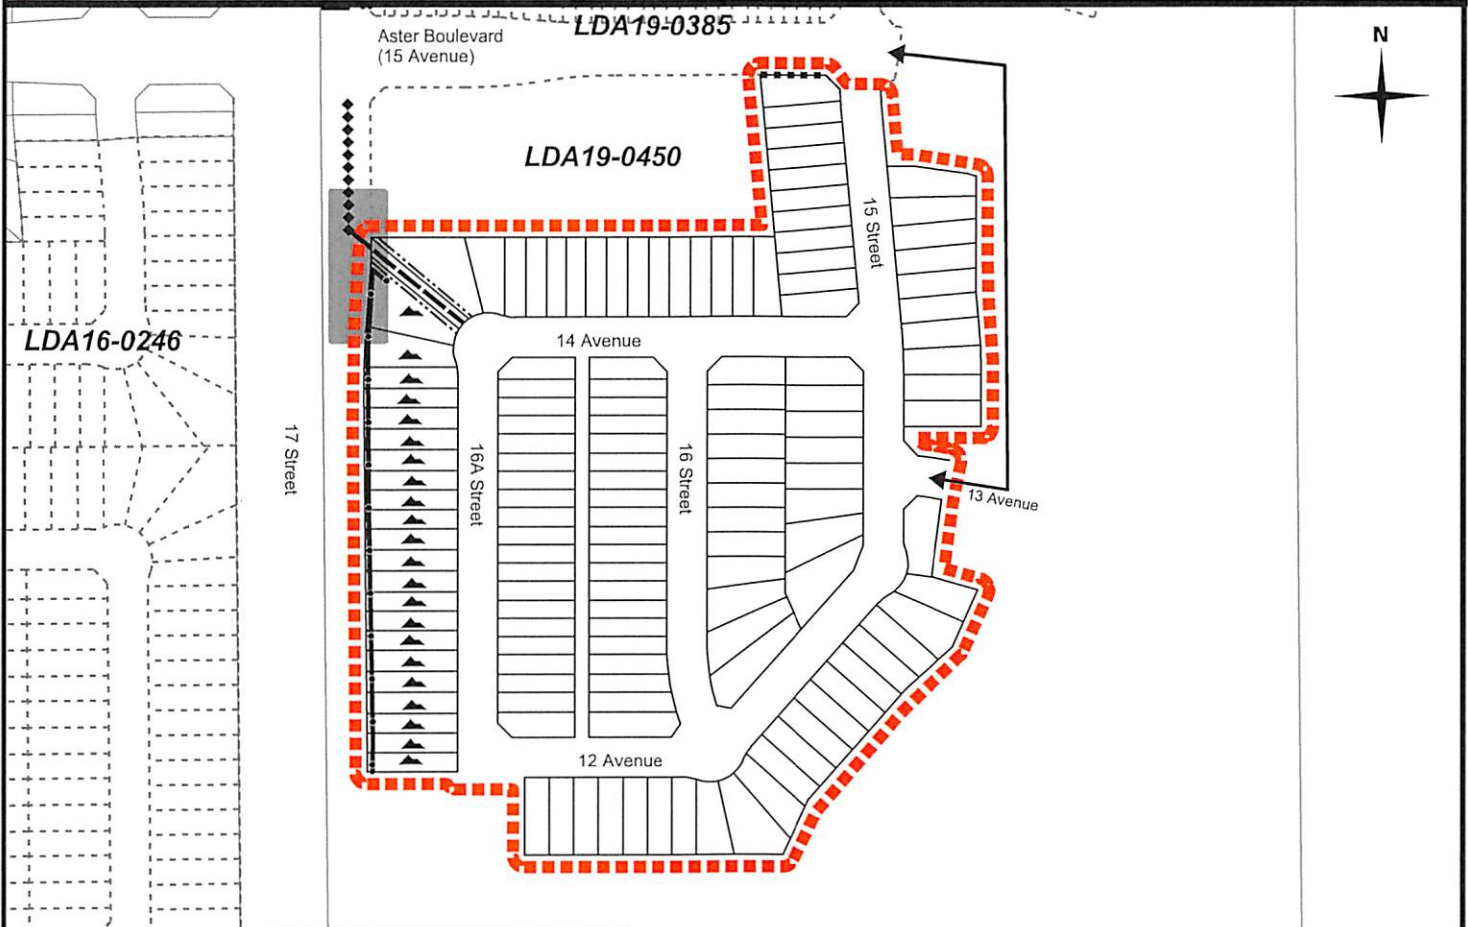 LDA19-0385
Aster Boulevard
(15 Avenue)
N
LDA19-0450
15 Street
LDA16-0246
14 Avenue
17 Street
16A Street
16 Street
13 Avenue
12 Avenue